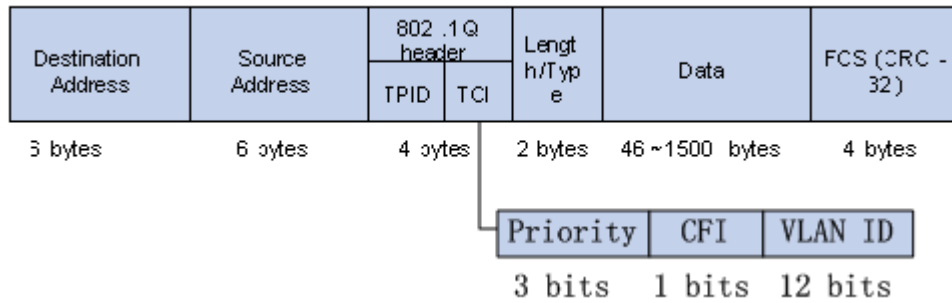 Destination
Address
Source
Address
802 .1Q
header
TPID
TCI
Lengt
h/Typ
e
Data
FCS (CRC -
32)
6 bytes
6 bytes
4 bytes
2 bytes
46~1500 bytes
4 bytes
Priority
CFI
VLAN ID
3 bits
1 bits
12 bits